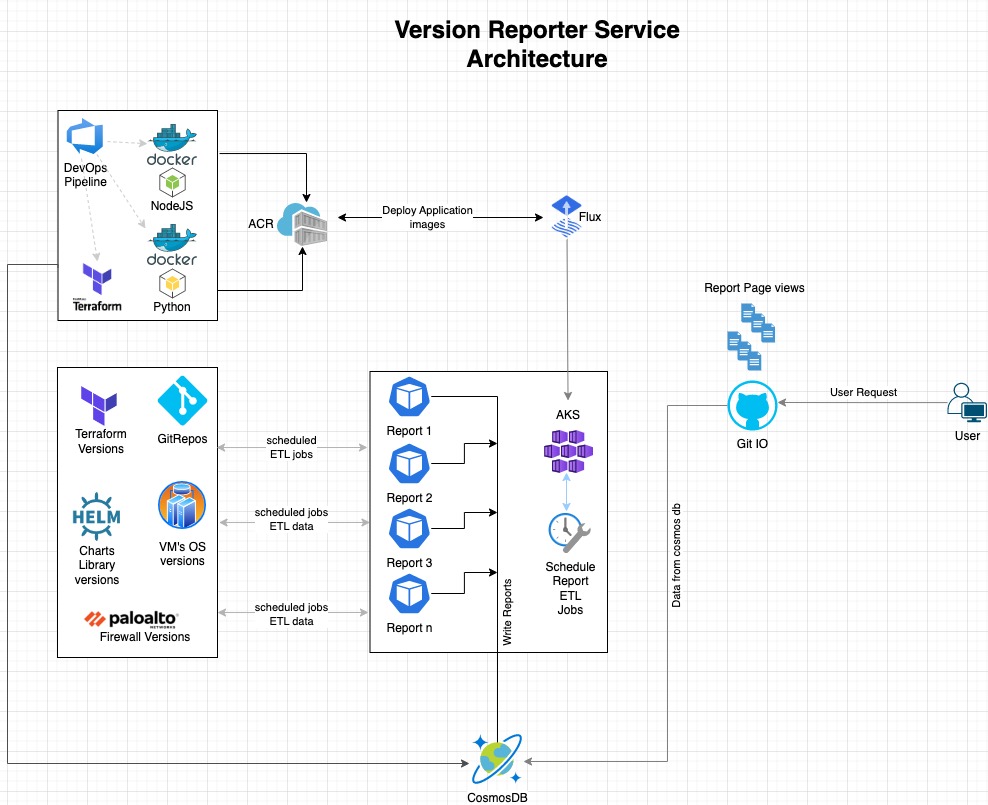 Version Reporter Service
Architecture
DevOps
Pipeline
docker
NodeJS
docker
Python
Terraform
ACR
Deploy Application
images
Flux
Report Page views
User Request
User
Git IO
Terraform
Versions
GitRepos
HELM
Charts
Library
versions
VM's OS
versions
paloalto
NETWORKS
Firewall Versions
scheduled
ETL jobs
scheduled jobs
ETL data
scheduled jobs
ETL data
Report 1
Report 2
Report 3
Report n
Write Reports
AKS
Schedule
Report
ETL
Jobs
Data from cosmos db
CosmosDB